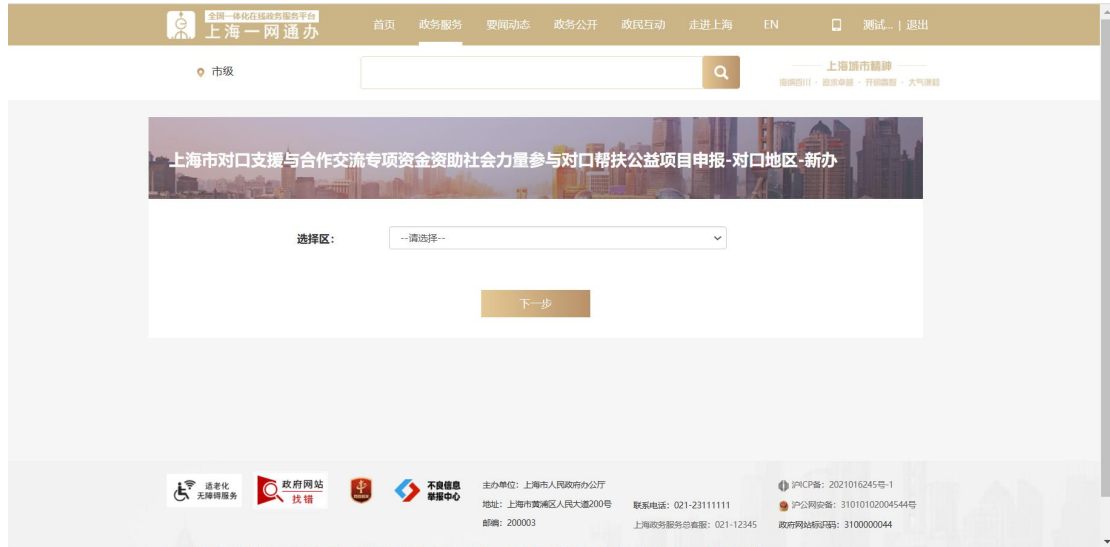 全国一体化在线政务服务平台
上海一网通办
首页 政务服务 要闻动态 政务公开 政民互动 走进上海 EN 测试... | 退出
市级
上海城市精神
海纳百川 · 追求卓越 · 开明睿智 · 大气谦和
上海市对口支援与合作交流专项资金资助社会力量参与对口帮扶公益项目申报-对口地区-新办
选择区：
--请选择--
下一步
适老化
无障碍服务
政府网站
找错
不良信息
举报中心
主办单位：上海市人民政府办公厅
地址：上海市黄浦区人民大道200号
邮编：200003
联系电话：021-23111111
上海政务服务总客服：021-12345
沪ICP备：2021016245号-1
沪公网安备：31010102004544号
政府网站标识码：3100000044